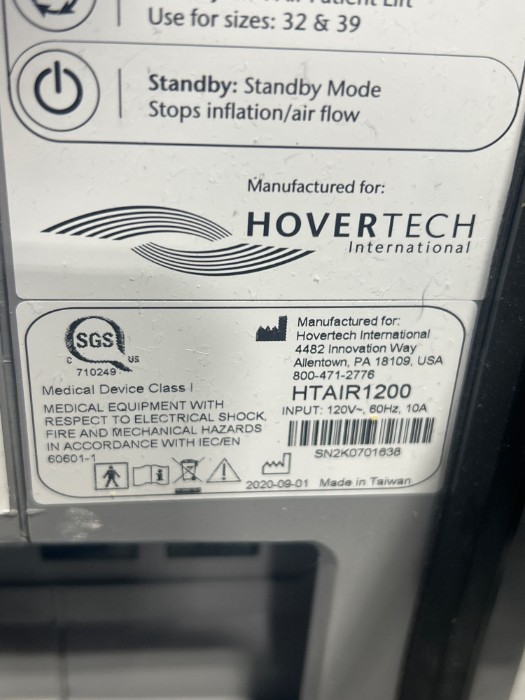 Use for sizes: 32 & 39
Standby: Standby Mode
Stops inflation/air flow
Manufactured for:
HOVERTECH
International
SGS
C US
710249
Medical Device Class I
MEDICAL EQUIPMENT WITH
RESPECT TO ELECTRICAL SHOCK,
FIRE AND MECHANICAL HAZARDS
IN ACCORDANCE WITH IEC/EN
60601-1
Manufactured for:
Hovertech International
4482 Innovation Way
Allentown, PA 18109, USA
800-471-2776
HTAIR1200
INPUT: 120V~, 60Hz, 10A
SN2K0701638
2020-09-01 Made in Taiwan